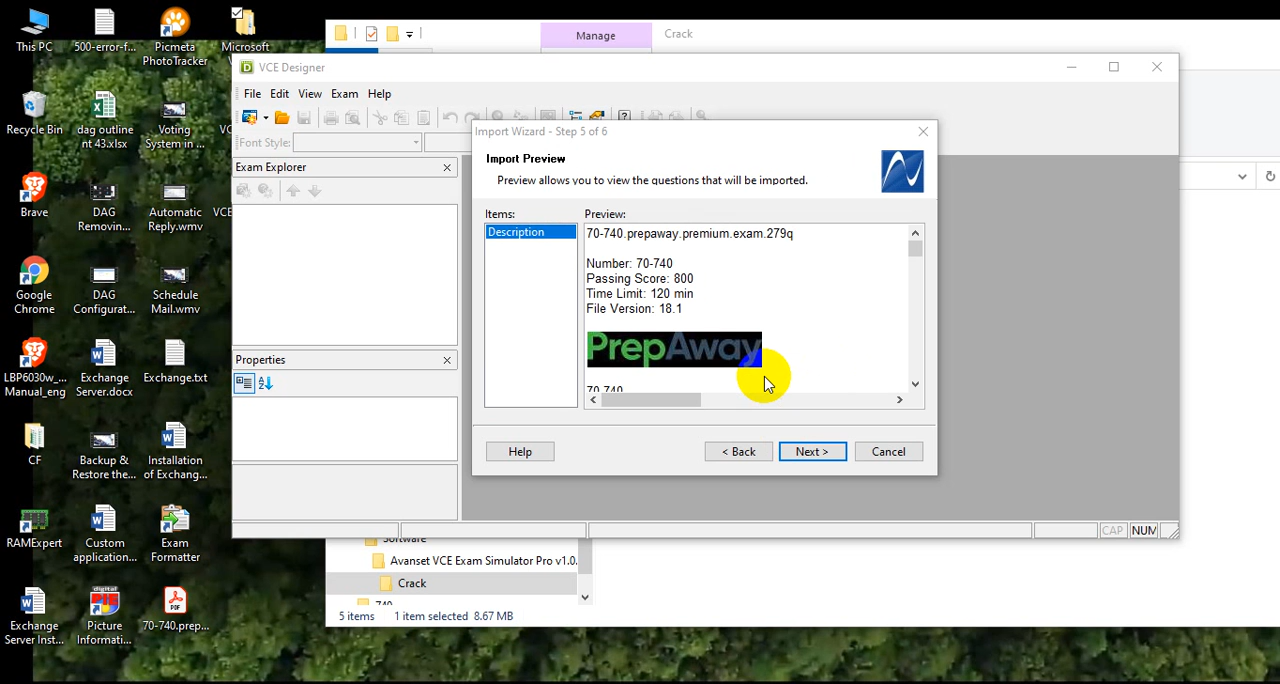 This PC
500-error-f...
Picmeta
PhotoTracker
Microsoft
Recycle Bin
dag outline
nt 43.xlsx
Voting
System in ...
Brave
DAG
Removin...
Automatic
Reply.wmv
VCE
Google
Chrome
DAG
Configurat...
Schedule
Mail.wmv
LBP6030w_...
Manual_eng
Exchange
Server.docx
Exchange.txt
CF
Backup &
Restore the...
Installation
of Exchang...
RAMExpert
Custom
application...
Exam
Formatter
Exchange
Server Inst...
Picture
Informati...
70-740.prep...
Manage
Crack
VCE Designer
File Edit View Exam Help
Font Style:
Exam Explorer
Properties
CAP NUM
Import Wizard - Step 5 of 6
Import Preview
Preview allows you to view the questions that will be imported.
Items:
Preview:
Description
70-740.prepaway.premium.exam.279q
Number: 70-740
Passing Score: 800
Time Limit: 120 min
File Version: 18.1
PrepAway
70-740
Help
< Back
Next >
Cancel
Software
Avanset VCE Exam Simulator Pro v1.0.
Crack
740
5 items 1 item selected 8.67 MB